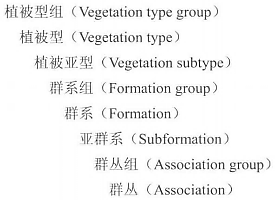 植被型组（Vegetation type group）
植被型（Vegetation type）
植被亚型（Vegetation subtype）
群系组（Formation group）
群系（Formation）
亚群系（Subformation）
群丛组（Association group）
群丛（Association）